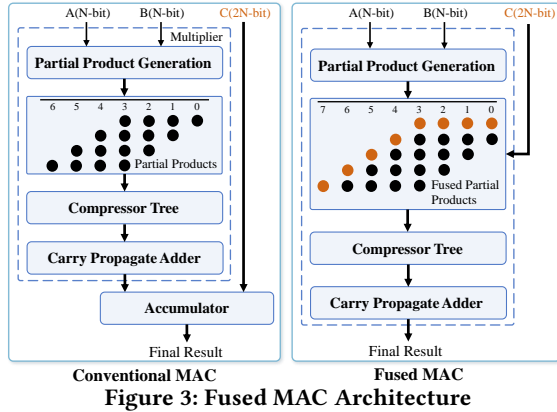 A(N-bit) B(N-bit) C(2N-bit)
Multiplier
Partial Product Generation
6 5 4 3 2 1 0
Partial Products
Compressor Tree
Carry Propagate Adder
Accumulator
Final Result
Conventional MAC
A(N-bit) B(N-bit) C(2N-bit)
Partial Product Generation
7 6 5 4 3 2 1 0
Fused Partial
Products
Compressor Tree
Carry Propagate Adder
Final Result
Fused MAC
Figure 3: Fused MAC Architecture